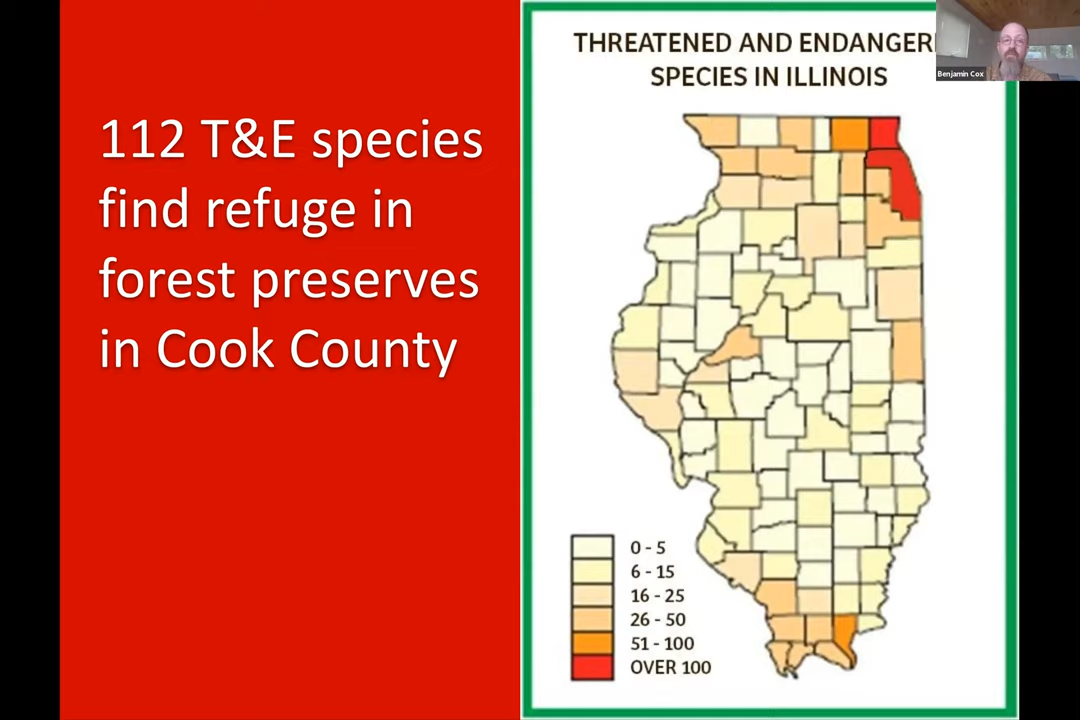 112 T&E species
find refuge in
forest preserves
in Cook County
THREATENED AND ENDANGER
SPECIES IN ILLINOIS
Benjamin Cox
0 - 5
6 - 15
16 - 25
26 - 50
51 - 100
OVER 100